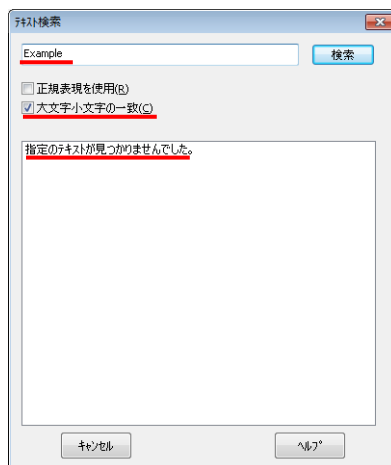 ﾃｷｽﾄ検索
Example
検索
正規表現を使用(R)
大文字小文字の一致(C)
指定のﾃｷｽﾄが見つかりませんでした。
ｷｬﾝｾﾙ
ﾍﾙﾌﾟ